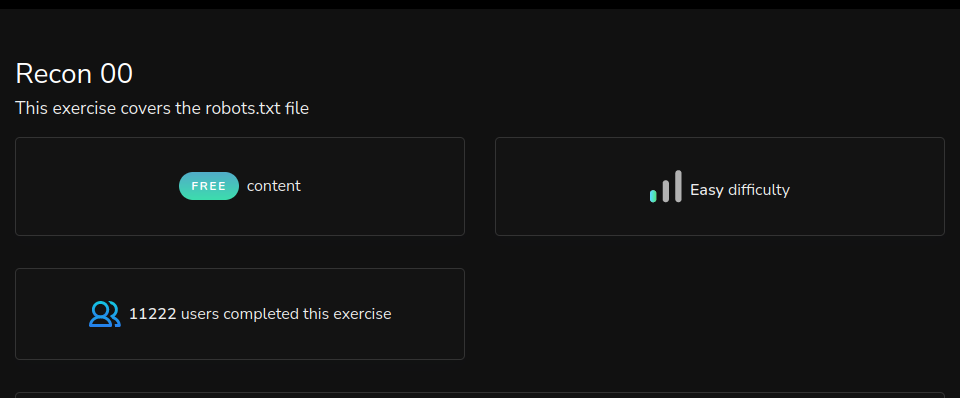 Recon 00
This exercise covers the robots.txt file
FREE content
Easy difficulty
11222 users completed this exercise